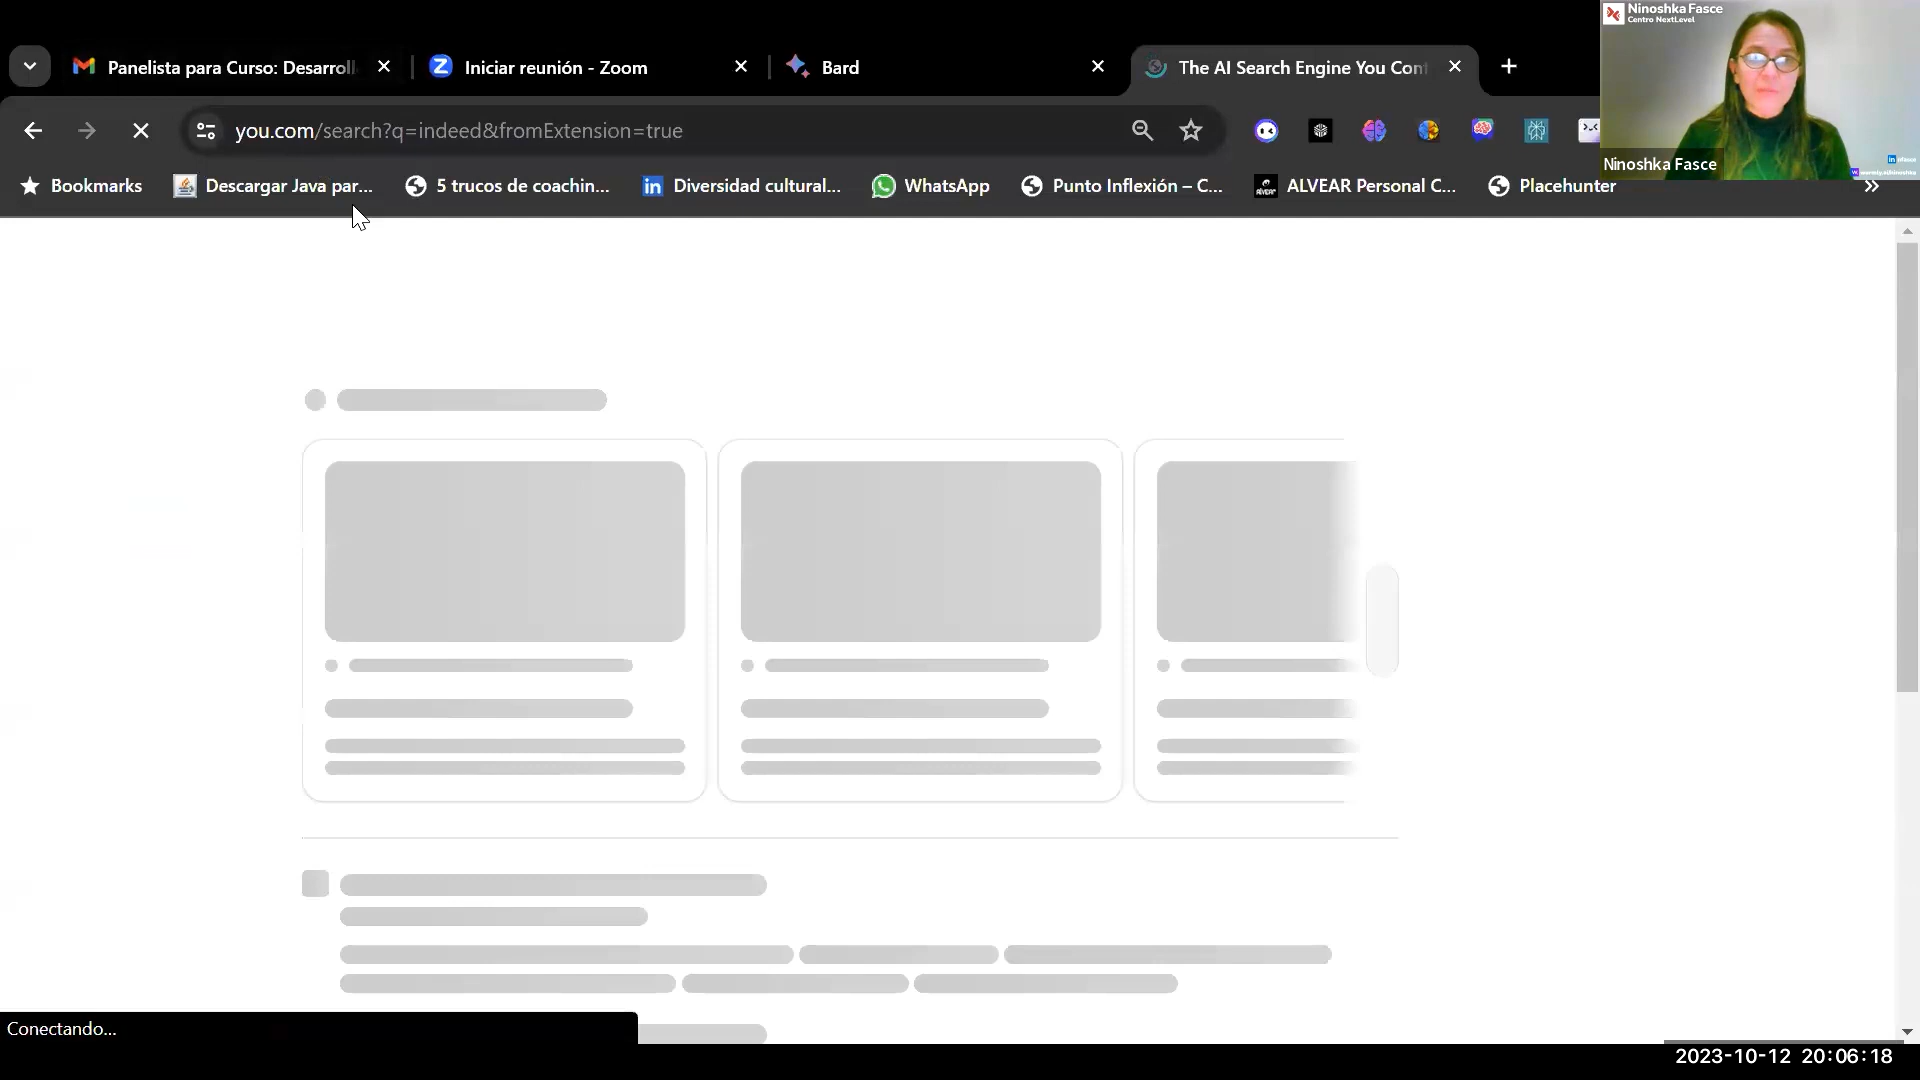 Panelista para Curso: Desarroll
Iniciar reunión - Zoom
Bard
The AI Search Engine You Cont
Ninoshka Fasce
Centro NextLevel
you.com/search?q=indeed&fromExtension=true
Ninoshka Fasce
Bookmarks
Descargar Java par...
5 trucos de coachin...
Diversidad cultural...
WhatsApp
Punto Inflexión – C...
ALVEAR Personal C...
Placehunter
Conectando...
2023-10-12 20:06:18